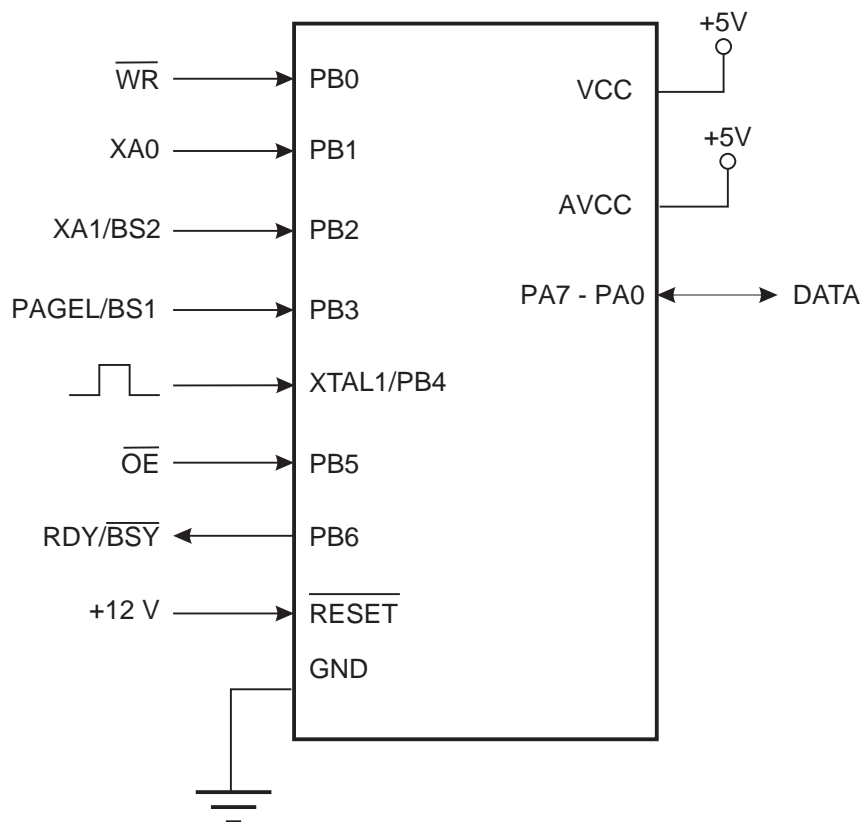 +5V
WR
PB0
VCC
+5V
XA0
PB1
AVCC
XA1/BS2
PB2
PAGEL/BS1
PB3
PA7 - PA0
DATA
XTAL1/PB4
OE
PB5
RDY/BSY
PB6
+12 V
RESET
GND